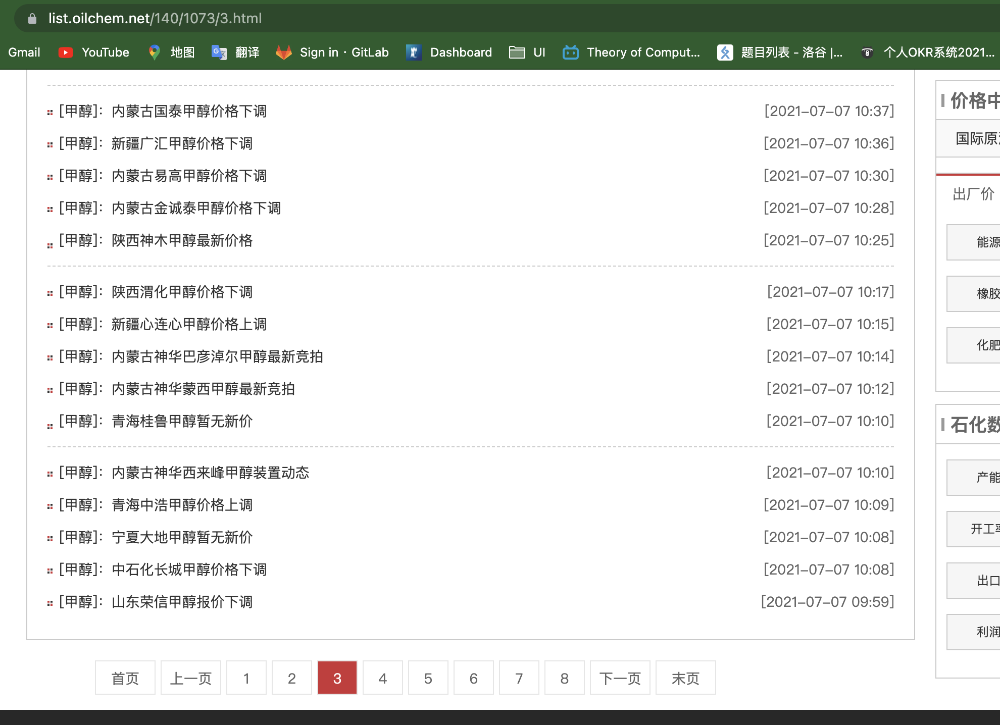 list.oilchem.net/140/1073/3.html
Gmail YouTube 地图 翻译 Sign in · GitLab Dashboard UI Theory of Comput... 题目列表 - 洛谷 |... 个人OKR系统2021...
[甲醇]：内蒙古国泰甲醇价格下调 [2021-07-07 10:37]
[甲醇]：新疆广汇甲醇价格下调 [2021-07-07 10:36]
[甲醇]：内蒙古易高甲醇价格下调 [2021-07-07 10:30]
[甲醇]：内蒙古金诚泰甲醇价格下调 [2021-07-07 10:28]
[甲醇]：陕西神木甲醇最新价格 [2021-07-07 10:25]
[甲醇]：陕西渭化甲醇价格下调 [2021-07-07 10:17]
[甲醇]：新疆心连心甲醇价格上调 [2021-07-07 10:15]
[甲醇]：内蒙古神华巴彦淖尔甲醇最新竞拍 [2021-07-07 10:14]
[甲醇]：内蒙古神华蒙西甲醇最新竞拍 [2021-07-07 10:12]
[甲醇]：青海桂鲁甲醇暂无新价 [2021-07-07 10:10]
[甲醇]：内蒙古神华西来峰甲醇装置动态 [2021-07-07 10:10]
[甲醇]：青海中浩甲醇价格上调 [2021-07-07 10:09]
[甲醇]：宁夏大地甲醇暂无新价 [2021-07-07 10:08]
[甲醇]：中石化长城甲醇价格下调 [2021-07-07 10:08]
[甲醇]：山东荣信甲醇报价下调 [2021-07-07 09:59]
首页 上一页 1 2 3 4 5 6 7 8 下一页 末页
价格中
国际原
出厂价
能源
橡胶
化肥
石化数
产能
开工率
出口
利润